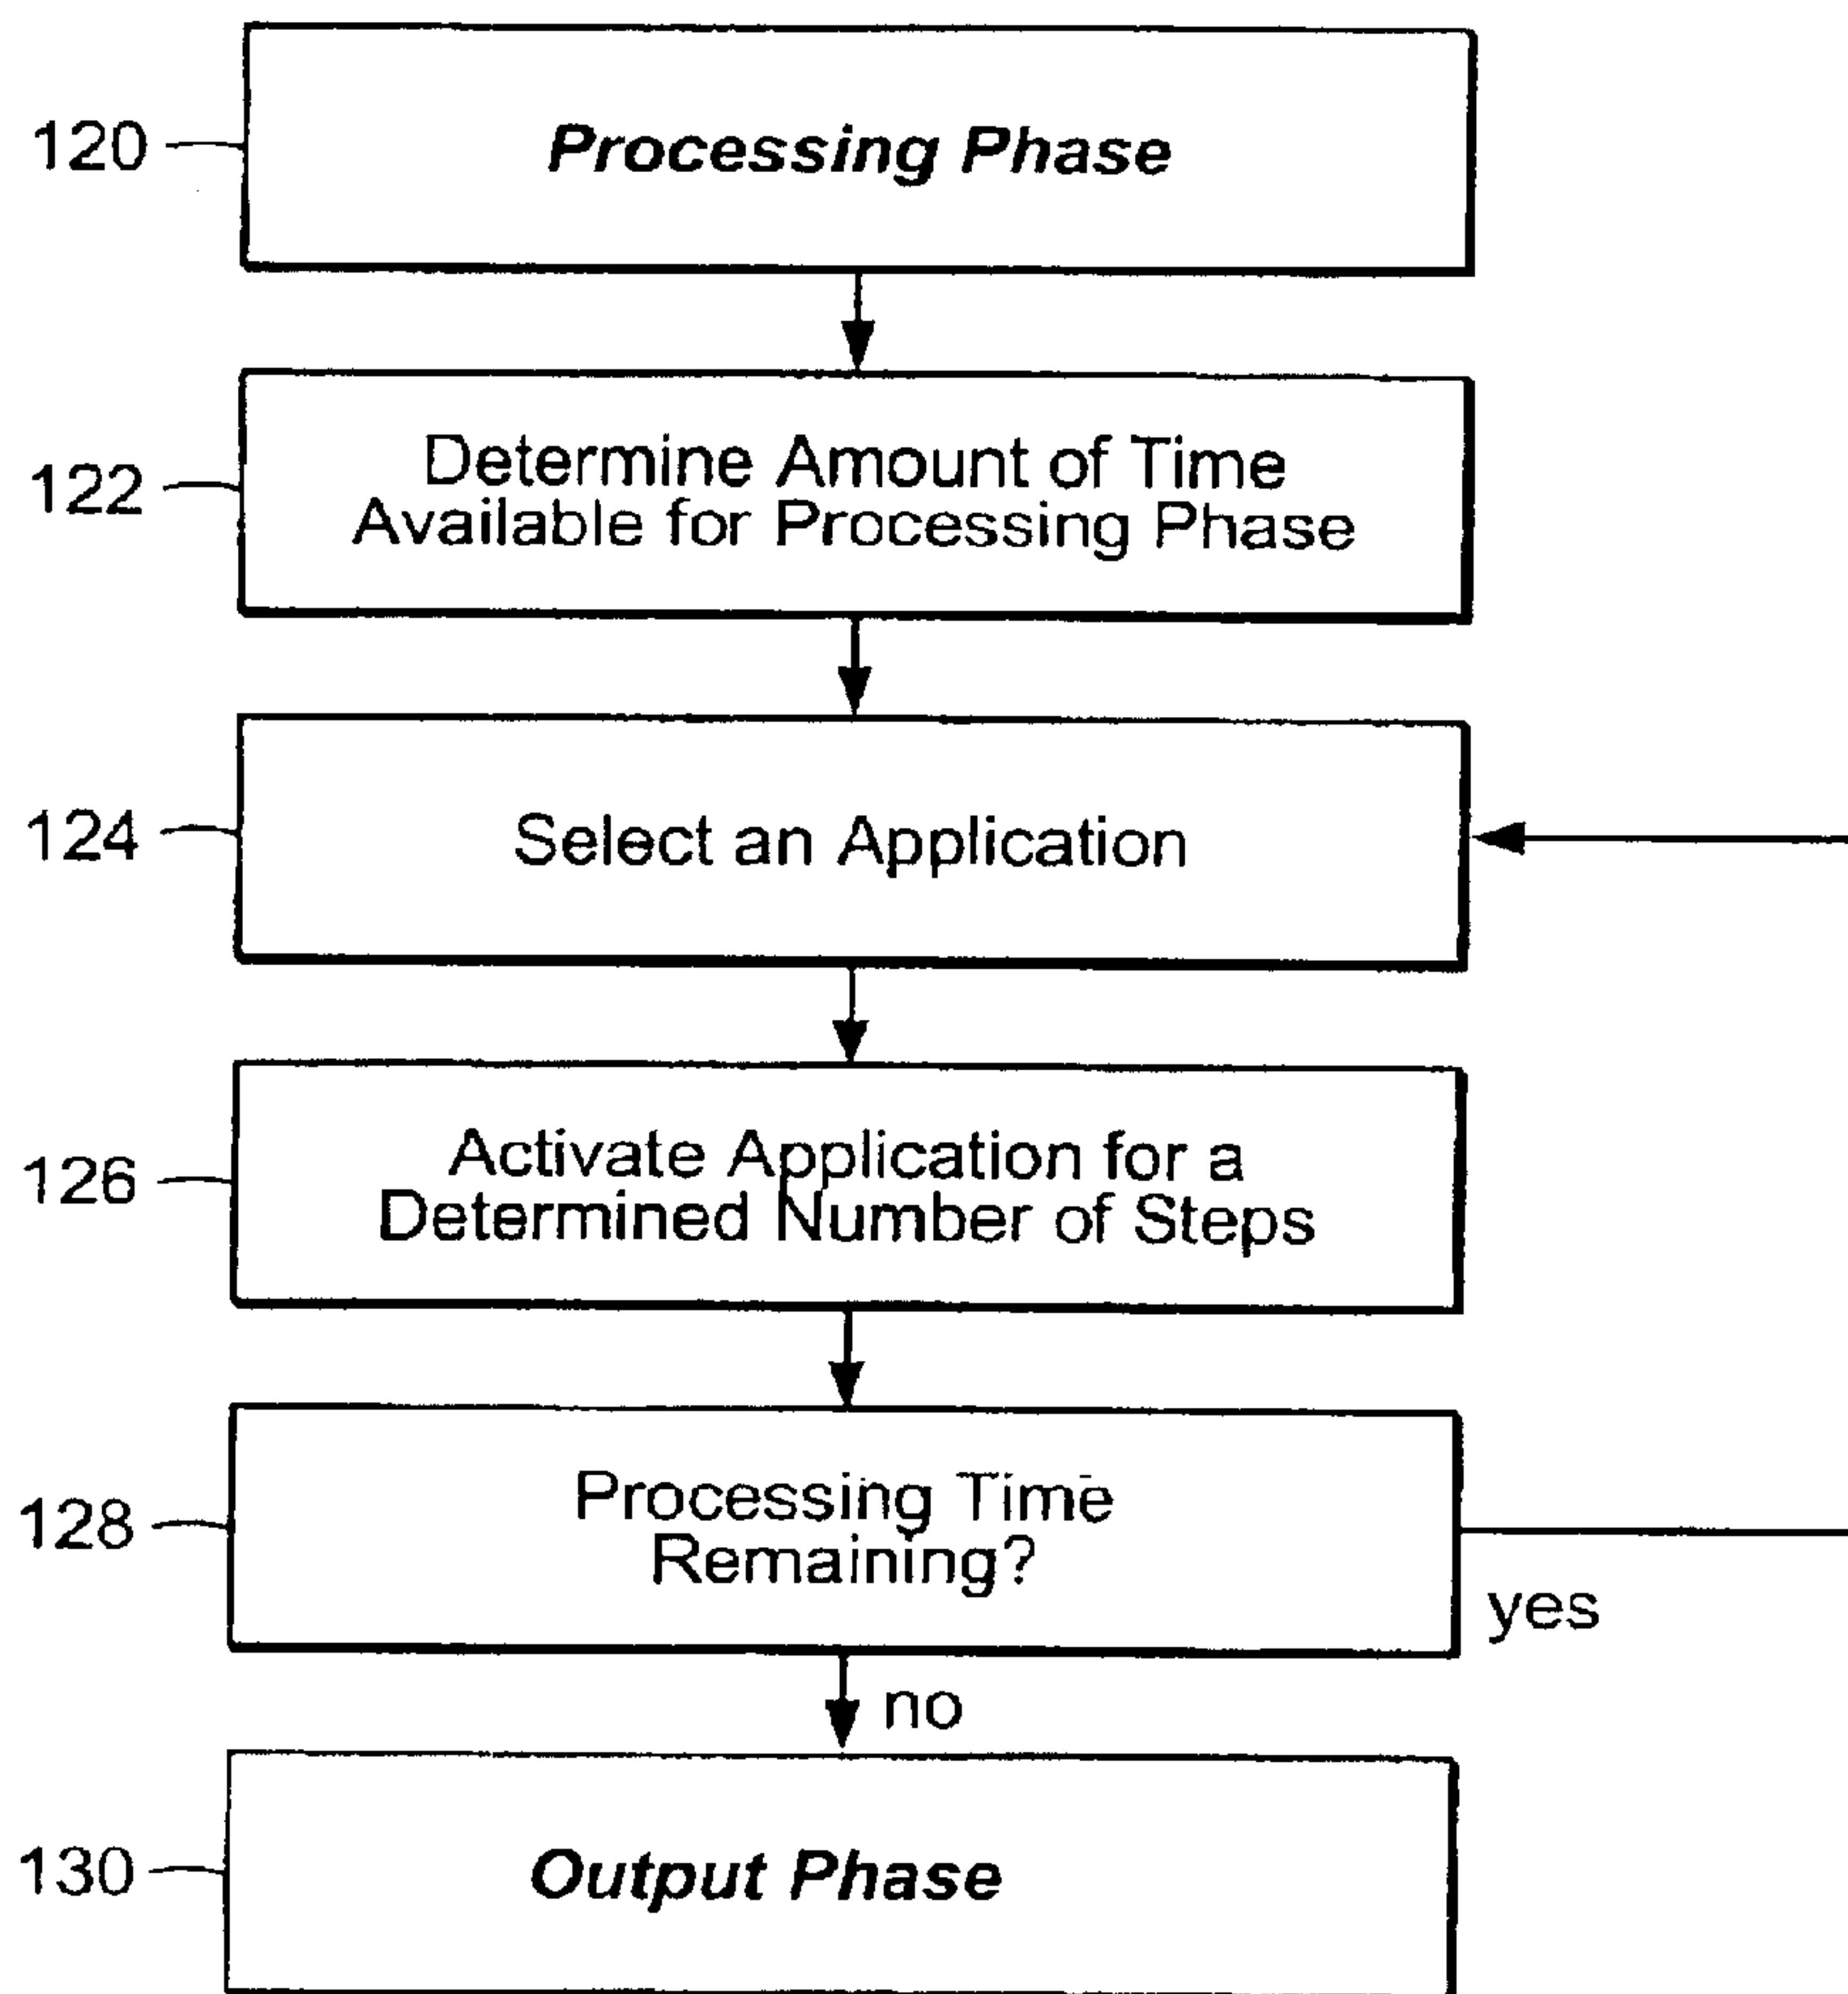 120
Processing Phase
122
Determine Amount of Time
Available for Processing Phase
124
Select an Application
126
Activate Application for a
Determined Number of Steps
128
Processing Time
Remaining?
yes
no
130
Output Phase